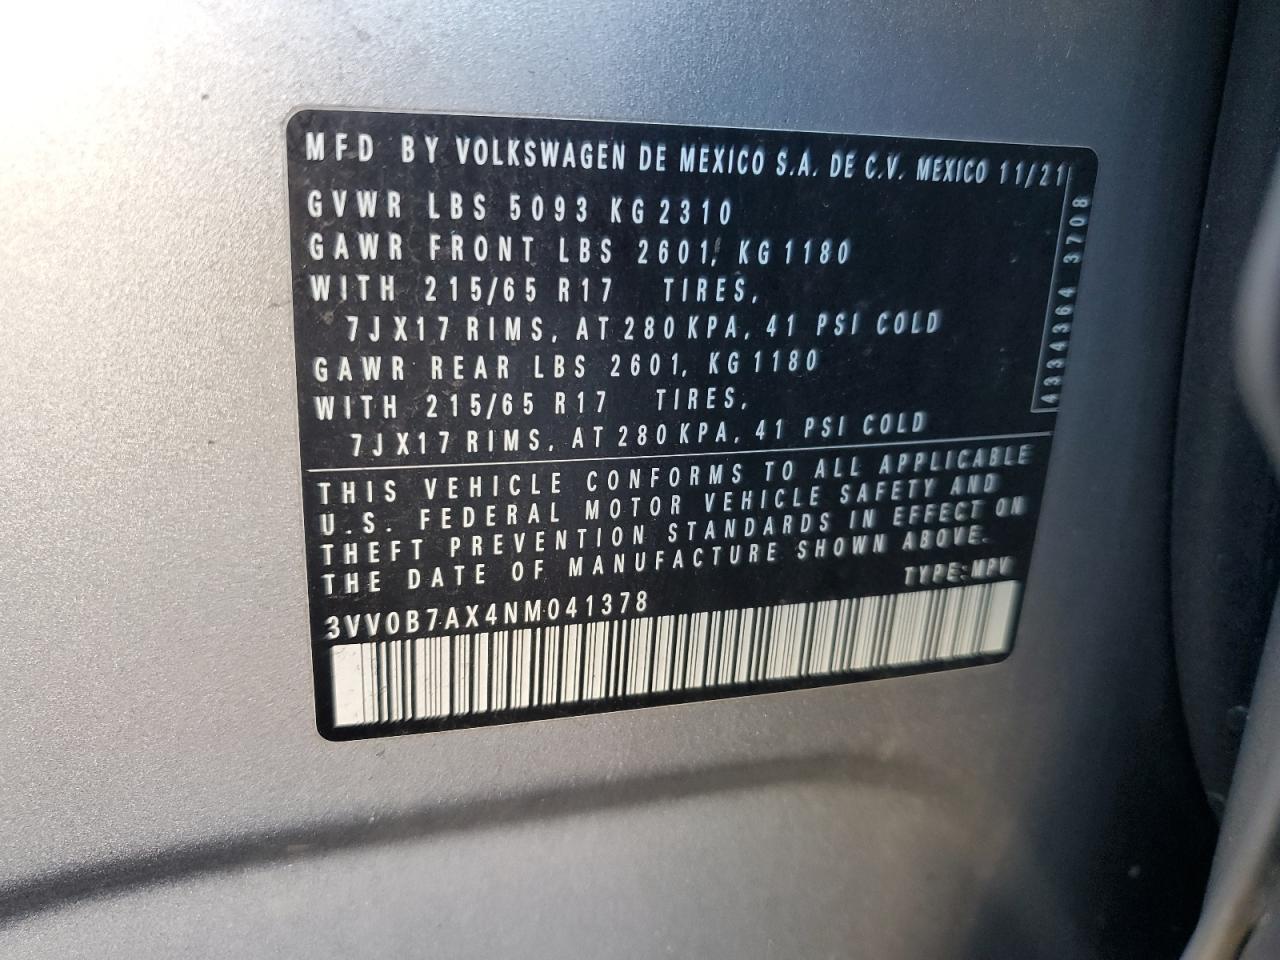 MFD BY VOLKSWAGEN DE MEXICO S.A. DE C.V. MEXICO 11/21
GVWR LBS 5093 KG 2310
GAWR FRONT LBS 2601, KG 1180
WITH 215/65 R17 TIRES,
7JX17 RIMS, AT 280 KPA, 41 PSI COLD
GAWR REAR LBS 2601, KG 1180
WITH 215/65 R17 TIRES,
7JX17 RIMS, AT 280 KPA, 41 PSI COLD
4334364 3708
THIS VEHICLE CONFORMS TO ALL APPLICABLE
U.S. FEDERAL MOTOR VEHICLE SAFETY AND
THEFT PREVENTION STANDARDS IN EFFECT ON
THE DATE OF MANUFACTURE SHOWN ABOVE.
TYPE: MPV
3VV0B7AX4NM041378